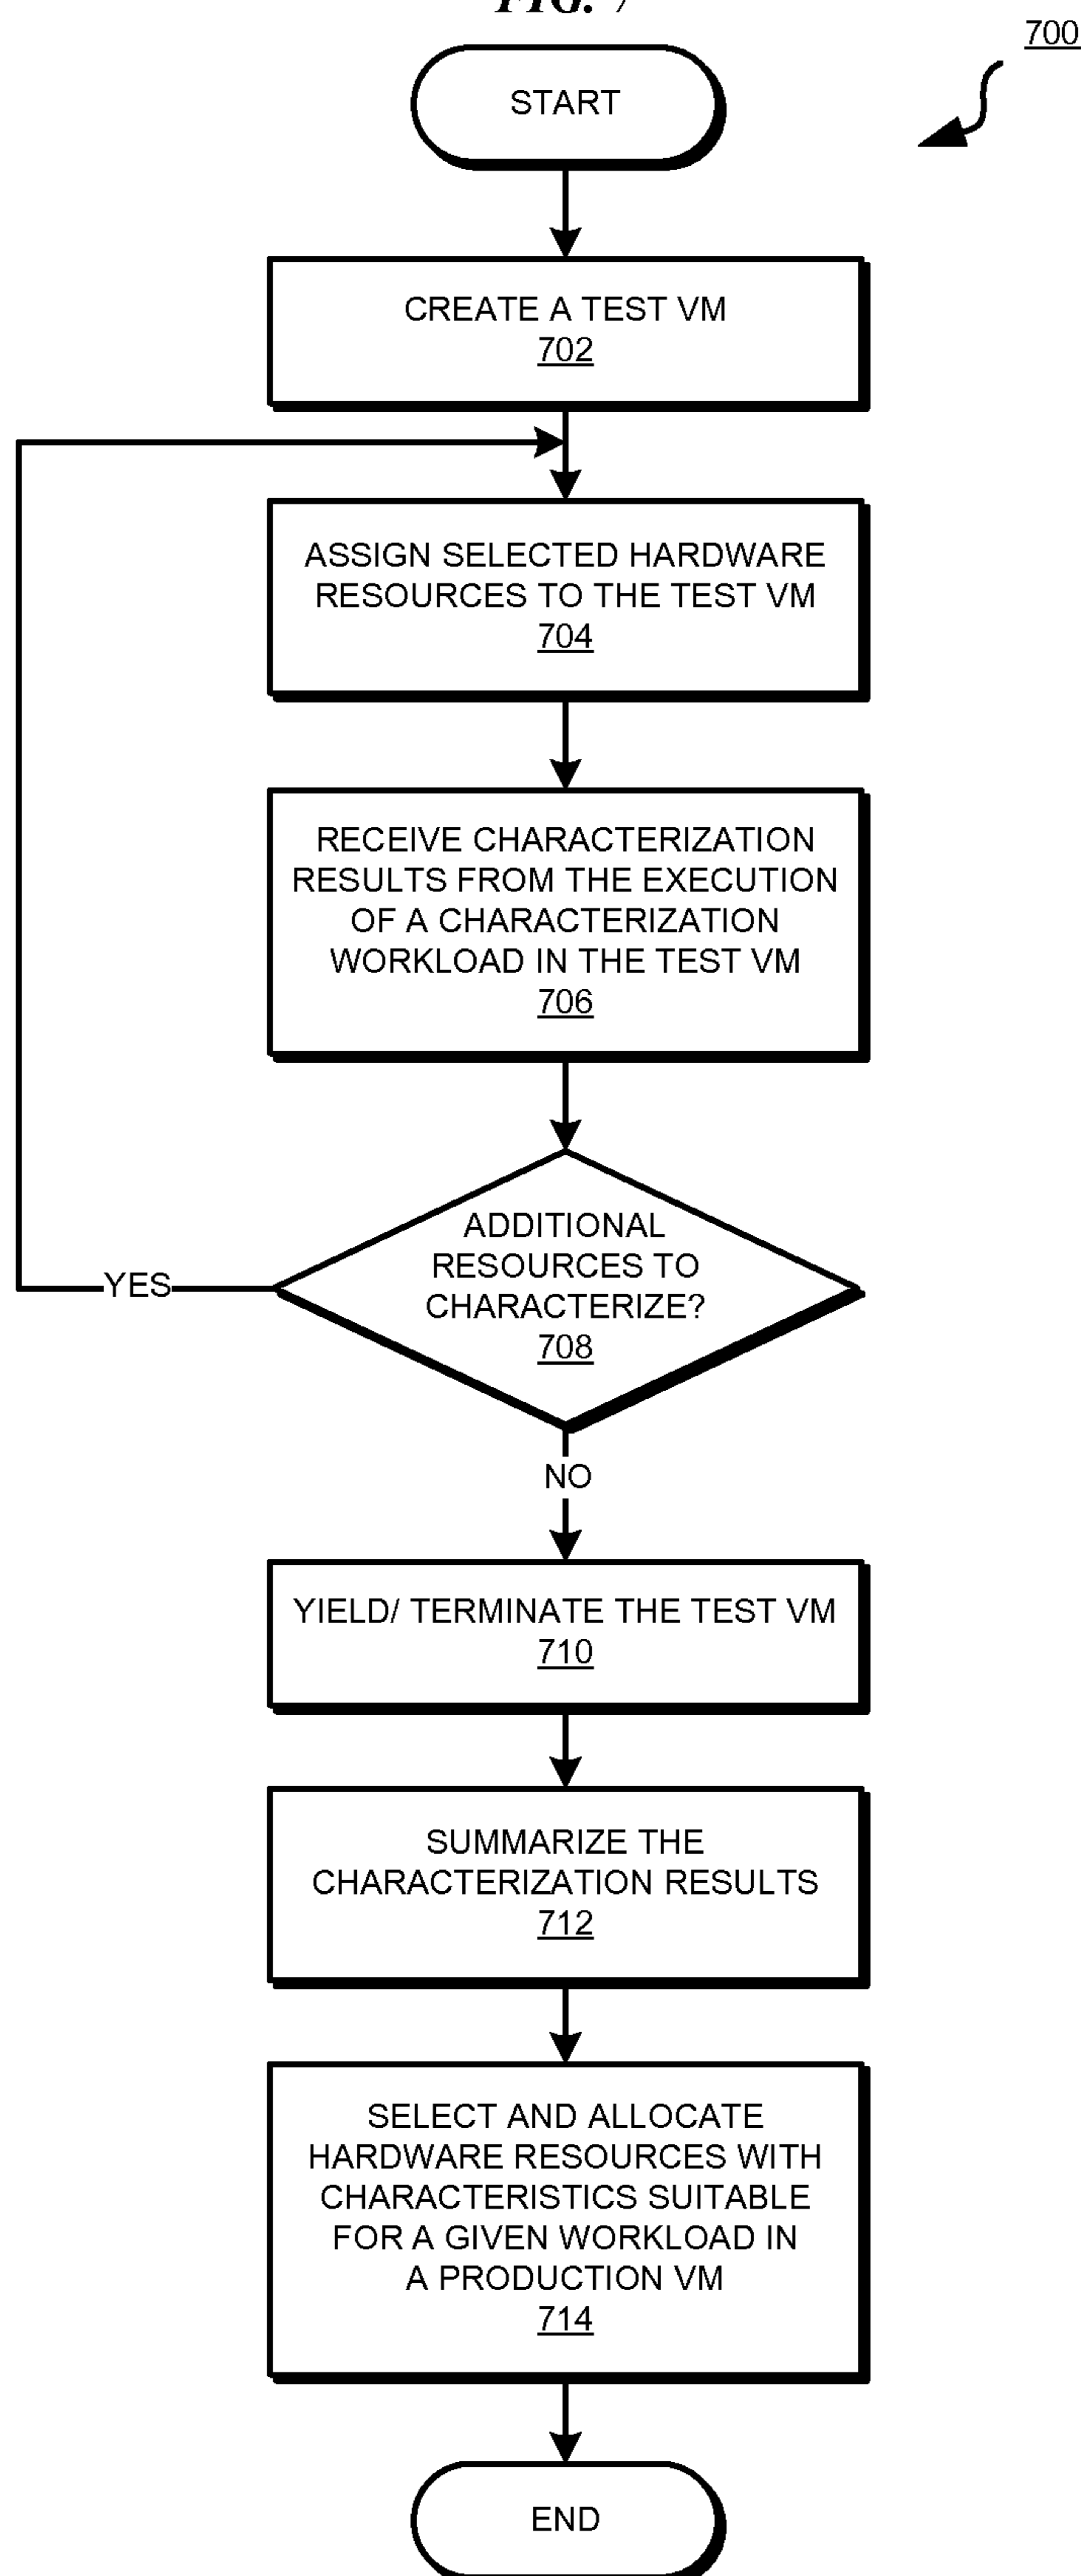 FIG. 7
700
START
CREATE A TEST VM
702
ASSIGN SELECTED HARDWARE
RESOURCES TO THE TEST VM
704
RECEIVE CHARACTERIZATION
RESULTS FROM THE EXECUTION
OF A CHARACTERIZATION
WORKLOAD IN THE TEST VM
706
ADDITIONAL
RESOURCES TO
CHARACTERIZE?
708
YES
NO
YIELD/ TERMINATE THE TEST VM
710
SUMMARIZE THE
CHARACTERIZATION RESULTS
712
SELECT AND ALLOCATE
HARDWARE RESOURCES WITH
CHARACTERISTICS SUITABLE
FOR A GIVEN WORKLOAD IN
A PRODUCTION VM
714
END